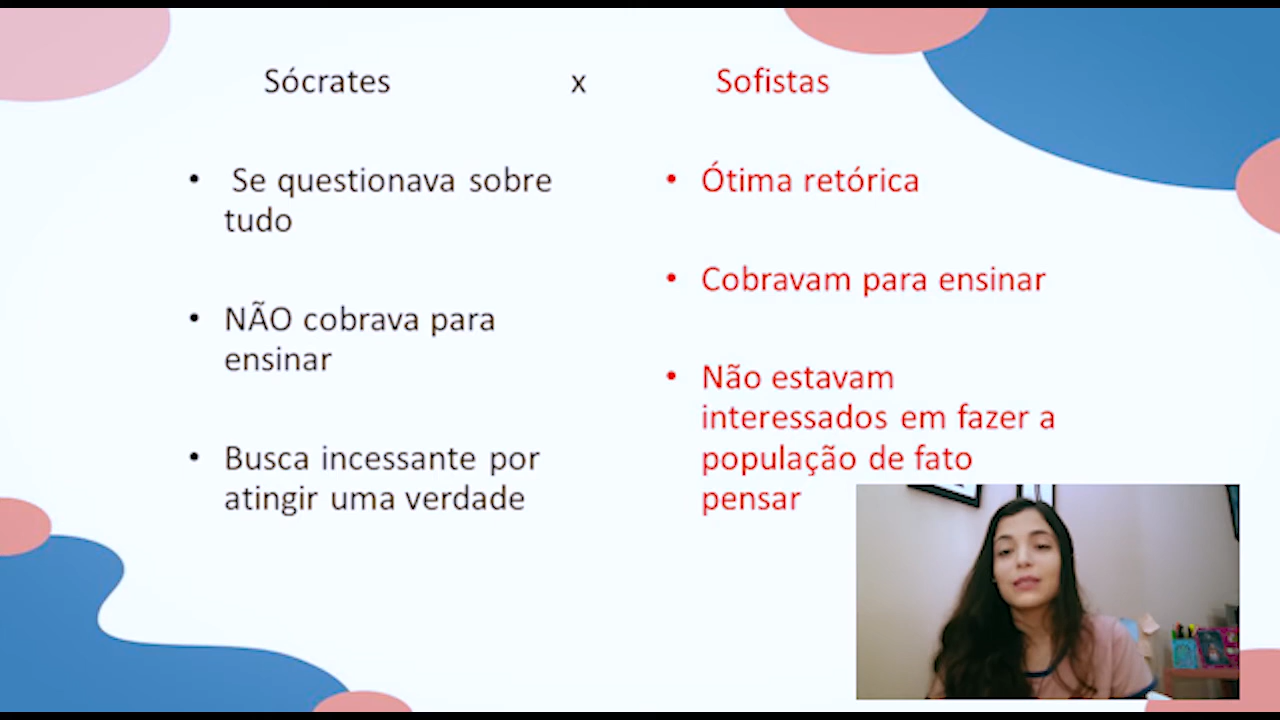 Sócrates x Sofistas
• Se questionava sobre
tudo
• NÃO cobrava para
ensinar
• Busca incessante por
atingir uma verdade
• Ótima retórica
• Cobravam para ensinar
• Não estavam
interessados em fazer a
população de fato
pensar